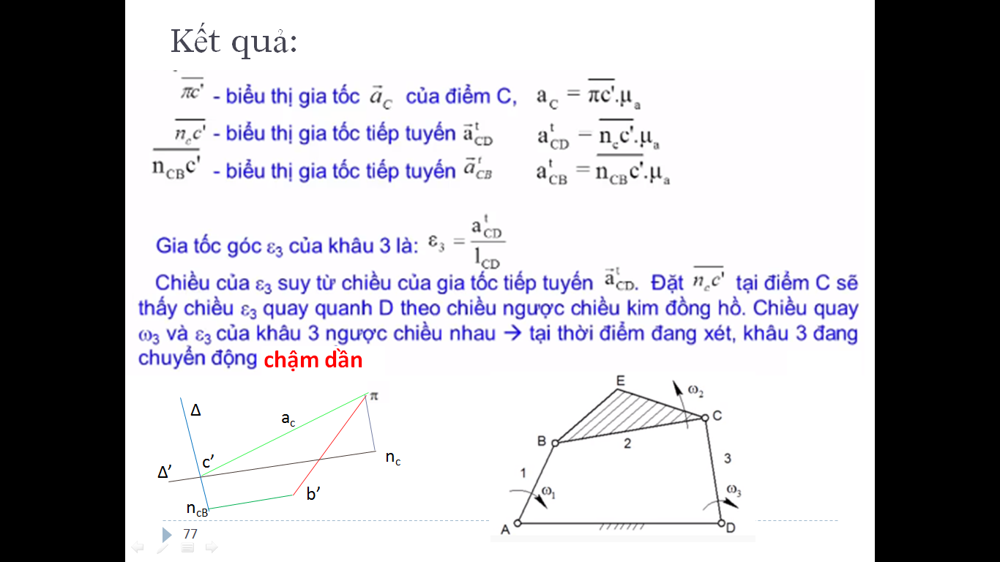 Kết quả:
πc' - biểu thị gia tốc a⃗_C của điểm C, a_C = πc'.μ_a
n_c c' - biểu thị gia tốc tiếp tuyến a⃗ᵗ_CD aᵗ_CD = n_c c'.μ_a
n_CB c' - biểu thị gia tốc tiếp tuyến a⃗ᵗ_CB aᵗ_CB = n_CB c'.μ_a
Gia tốc góc ε₃ của khâu 3 là: ε₃ = aᵗ_CD / l_CD
Chiều của ε₃ suy từ chiều của gia tốc tiếp tuyến a⃗ᵗ_CD. Đặt n_c c' tại điểm C sẽ
thấy chiều ε₃ quay quanh D theo chiều ngược chiều kim đồng hồ. Chiều quay
ω₃ và ε₃ của khâu 3 ngược chiều nhau → tại thời điểm đang xét, khâu 3 đang
chuyển động chậm dần
Δ
π
a_c
c'
n_c
Δ'
b'
n_cB
E
ω₂
C
B
2
1
3
ω₁
ω₃
A
D
77